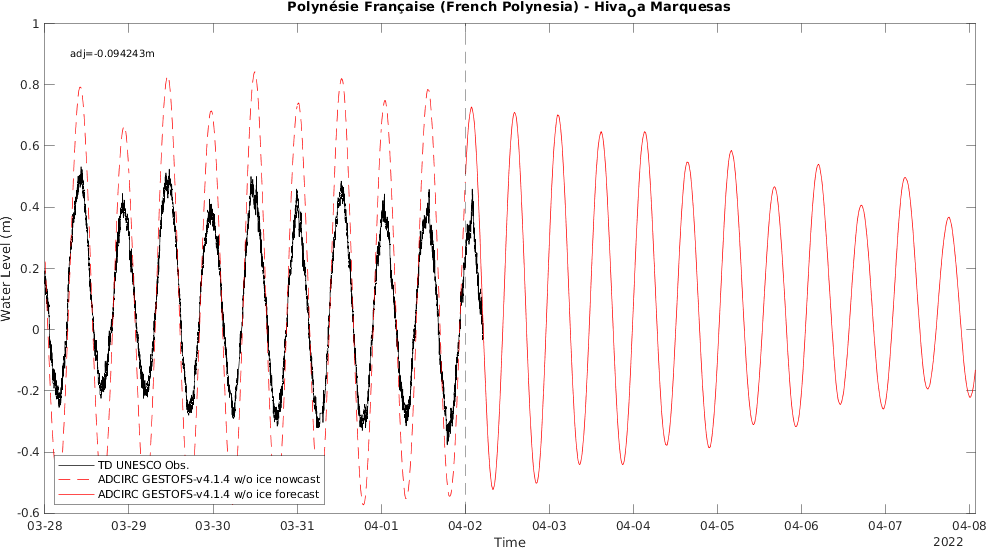 Polynésie Française (French Polynesia) - Hiva_Oa Marquesas
adj=-0.094243m
1
0.8
0.6
0.4
0.2
0
-0.2
-0.4
-0.6
Water Level (m)
TD UNESCO Obs.
ADCIRC GESTOFS-v4.1.4 w/o ice nowcast
ADCIRC GESTOFS-v4.1.4 w/o ice forecast
03-28 03-29 03-30 03-31 04-01 04-02 04-03 04-04 04-05 04-06 04-07 04-08
Time
2022